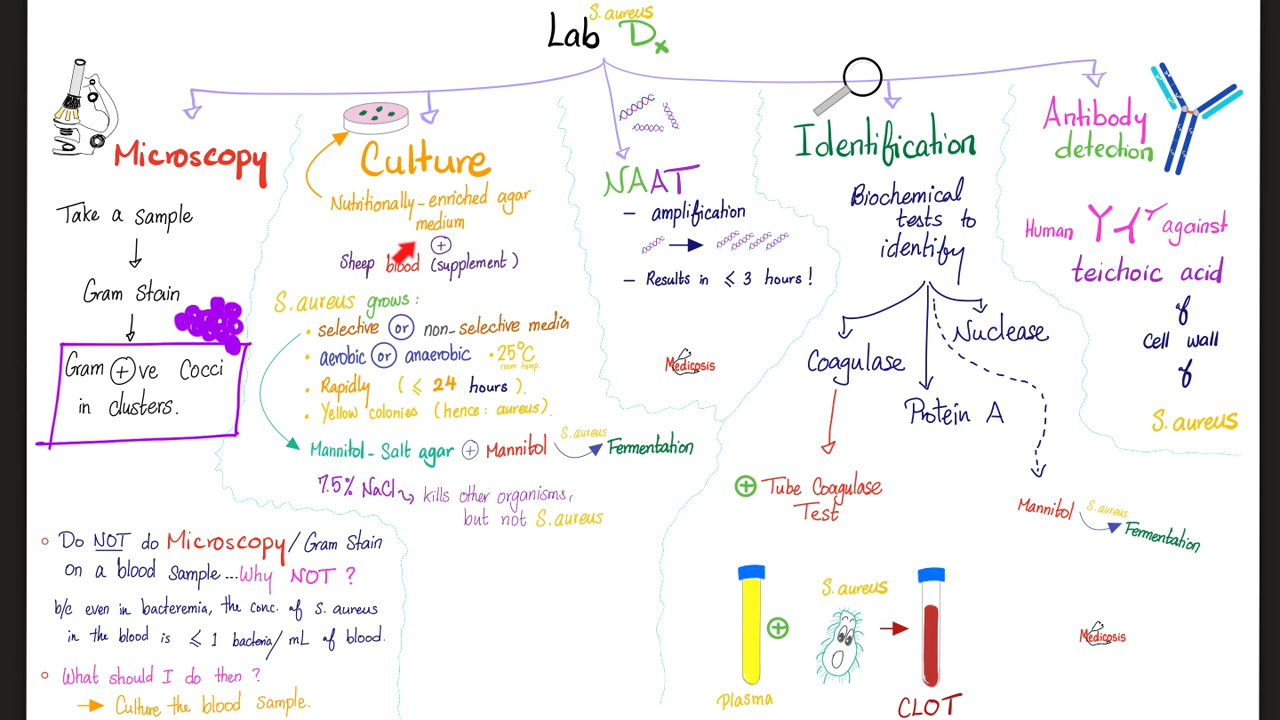 S. aureus
Lab Dx
Microscopy
Take a sample
Gram Stain
Gram +ve Cocci
in clusters.
Do NOT do Microscopy/Gram Stain
on a blood sample...Why NOT ?
b/c even in bacteremia, the conc. of S. aureus
in the blood is ≤ 1 bacteria/mL of blood.
What should I do then ?
→ Culture the blood sample.
Culture
Nutritionally-enriched agar
medium
+
Sheep blood (supplement)
S. aureus grows:
• selective or non-selective media
• aerobic or anaerobic • 25°C
room temp.
• Rapidly (≤ 24 hours).
• Yellow colonies (hence: aureus).
Mannitol-Salt agar + Mannitol S. aureus Fermentation
7.5% NaCl kills other organisms,
but not S. aureus
NAAT
- amplification
- Results in ≤ 3 hours!
Medicosis
Identification
Biochemical
tests to
identify
Coagulase
Nuclease
Protein A
+ Tube Coagulase
Test
Mannitol S. aureus Fermentation
Plasma
+
S. aureus
CLOT
Medicosis
Antibody
detection
Human against
teichoic acid
of
Cell wall
of
S. aureus